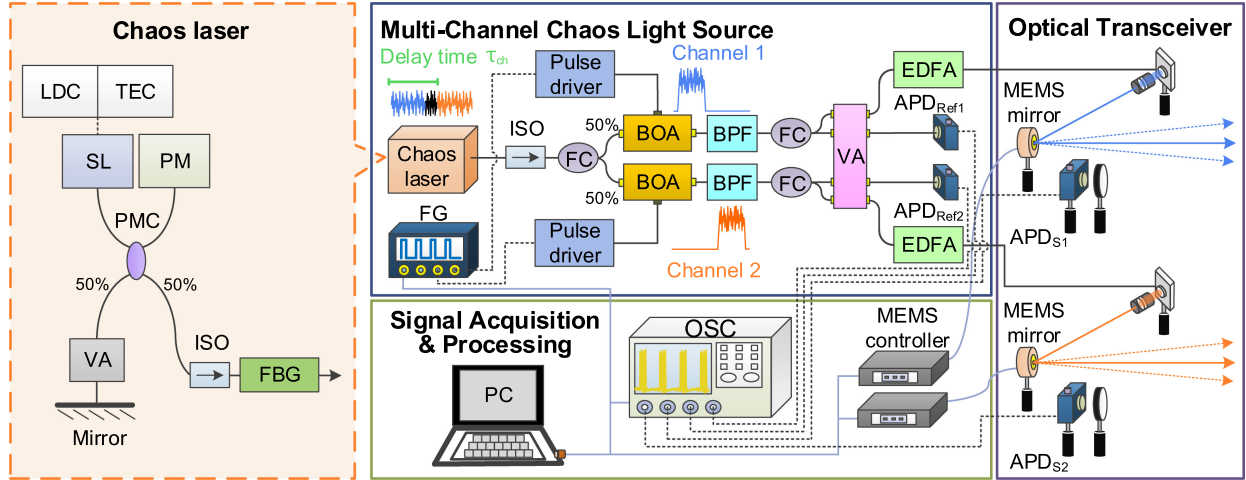 Chaos laser
LDC
TEC
SL
PM
PMC
50%
50%
VA
ISO
FBG
Mirror
Multi-Channel Chaos Light Source
Delay time τch
Channel 1
Pulse
driver
EDFA
Chaos
laser
ISO
FC
50%
50%
BOA
BOA
BPF
BPF
FC
FC
VA
APDRef1
APDRef2
FG
Pulse
driver
Channel 2
EDFA
Signal Acquisition
& Processing
PC
OSC
MEMS
controller
Optical Transceiver
MEMS
mirror
APDS1
MEMS
mirror
APDS2